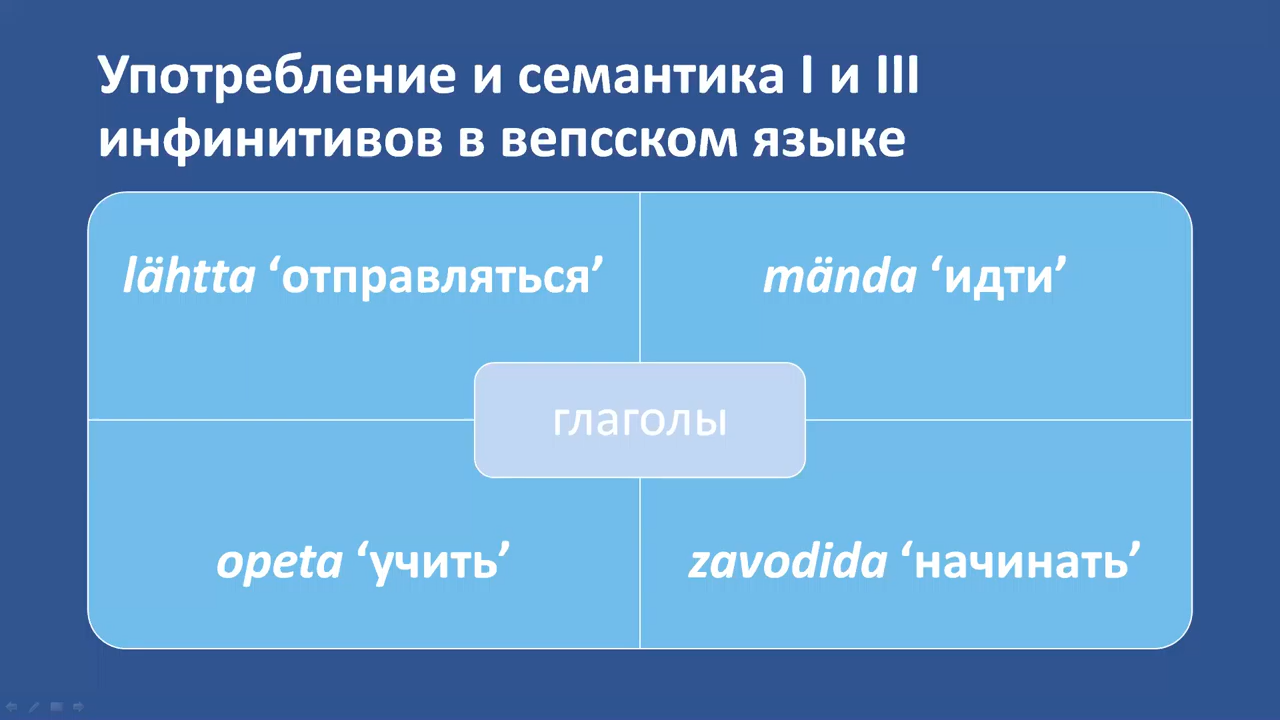 Употребление и семантика I и III
инфинитивов в вепсском языке
lähtta ‘отправляться’
mända ‘идти’
глаголы
opeta ‘учить’
zavodida ‘начинать’